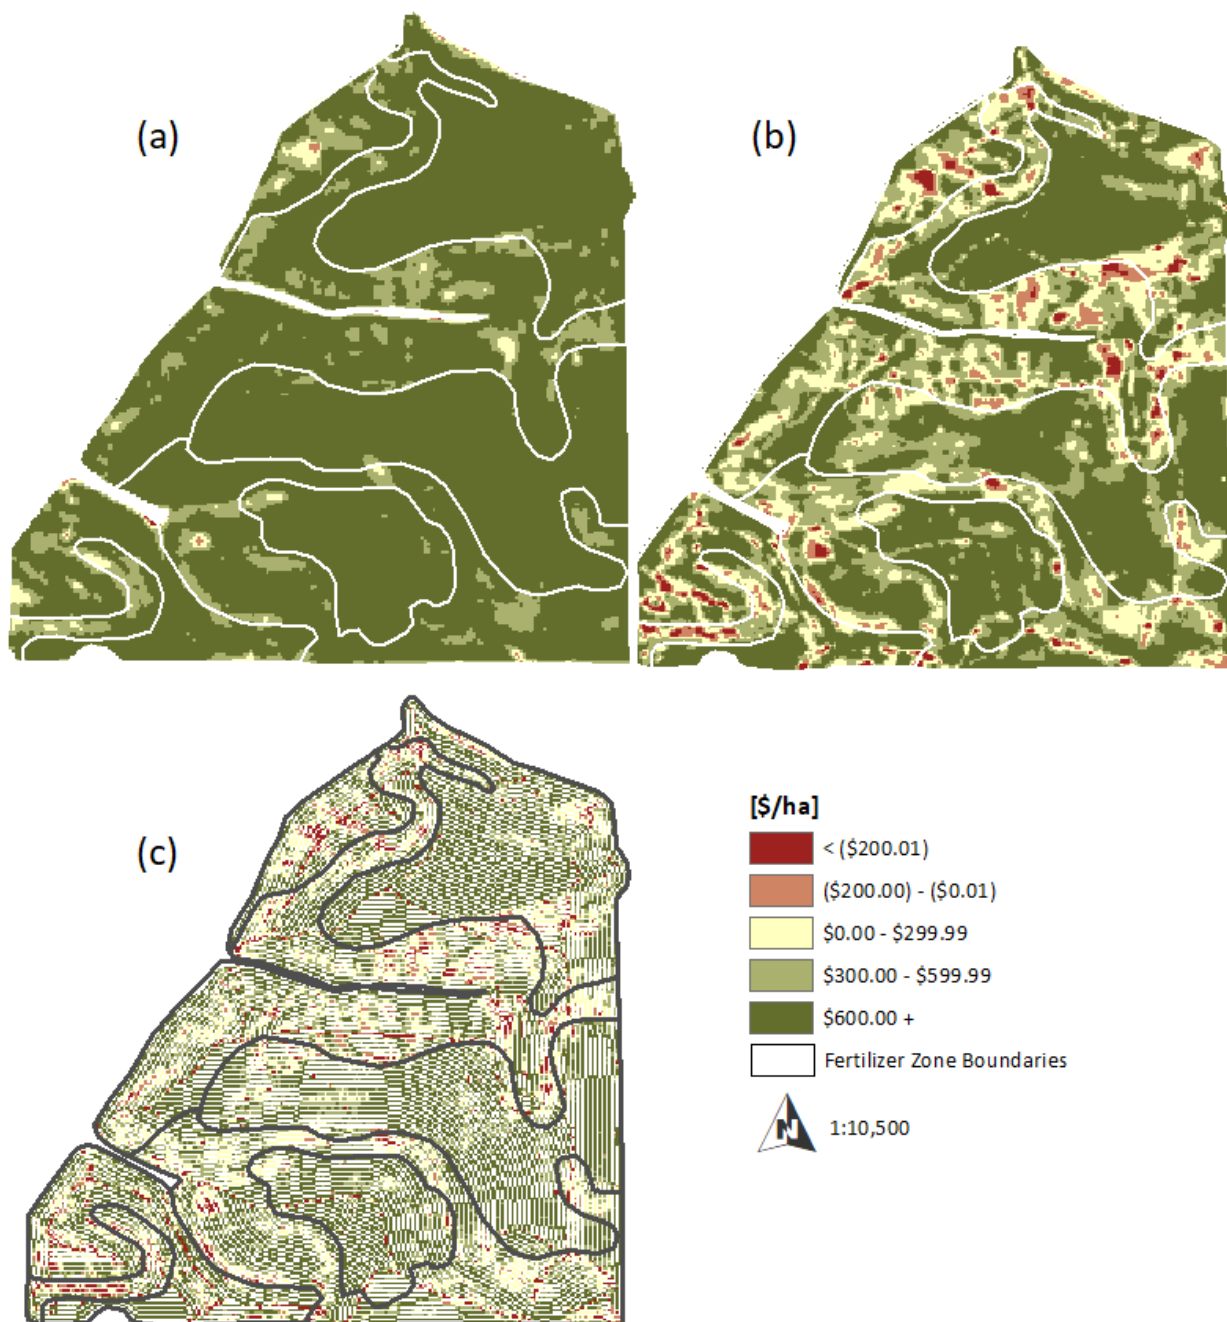 (a)
(b)
(c)
[$/ha]
< ($200.01)
($200.00) - ($0.01)
$0.00 - $299.99
$300.00 - $599.99
$600.00 +
Fertilizer Zone Boundaries
N
1:10,500